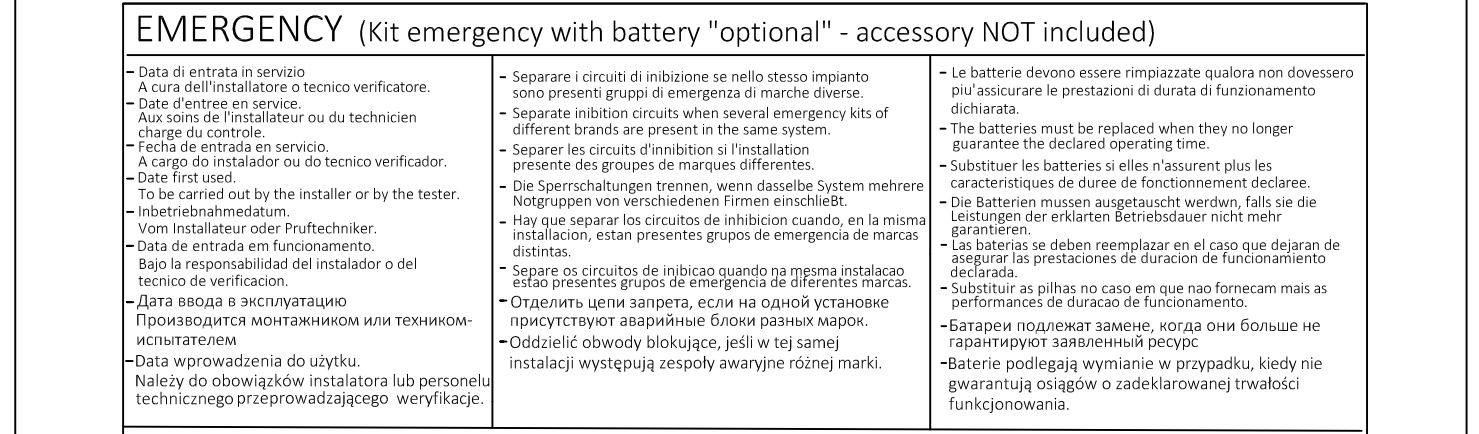 EMERGENCY (Kit emergency with battery "optional" - accessory NOT included)
– Data di entrata in servizio
A cura dell'installatore o tecnico verificatore.
– Date d'entree en service.
Aux soins de l'installateur ou du technicien
charge du controle.
– Fecha de entrada en servicio.
A cargo do instalador ou do tecnico verificador.
– Date first used.
To be carried out by the installer or by the tester.
– Inbetriebnahmedatum.
Vom Installateur oder Pruftechniker.
– Data de entrada em funcionamento.
Bajo la responsabilidad del instalador o del
tecnico de verificacion.
– Дата ввода в эксплуатацию
Производится монтажником или техником-
испытателем
– Data wprowadzenia do użytku.
Należy do obowiązków instalatora lub personelu
technicznego przeprowadzającego weryfikacje.
– Separare i circuiti di inibizione se nello stesso impianto
sono presenti gruppi di emergenza di marche diverse.
– Separate inibition circuits when several emergency kits of
different brands are present in the same system.
– Separer les circuits d'innibition si l'installation
presente des groupes de marques differentes.
– Die Sperrschaltungen trennen, wenn dasselbe System mehrere
Notgruppen von verschiedenen Firmen einschlieBt.
– Hay que separar los circuitos de inhibicion cuando, en la misma
installacion, estan presentes grupos de emergencia de marcas
distintas.
– Separe os circuitos de inibicao quando na mesma instalacao
estao presentes grupos de emergencia de diferentes marcas.
– Отделить цепи запрета, если на одной установке
присутствуют аварийные блоки разных марок.
– Oddzielić obwody blokujące, jeśli w tej samej
instalacji występują zespoły awaryjne różnej marki.
– Le batterie devono essere rimpiazzate qualora non dovessero
piu'assicurare le prestazioni di durata di funzionamento
dichiarata.
– The batteries must be replaced when they no longer
guarantee the declared operating time.
– Substituer les batteries si elles n'assurent plus les
caracteristiques de duree de fonctionnement declaree.
– Die Batterien mussen ausgetauscht werdwn, falls sie die
Leistungen der erklarten Betriebsdauer nicht mehr
garantieren.
– Las baterias se deben reemplazar en el caso que dejaran de
asegurar las prestaciones de duracion de funcionamiento
declarada.
– Substituir as pilhas no caso em que nao fornecam mais as
performances de duracao de funcionamento.
– Батареи подлежат замене, когда они больше не
гарантируют заявленный ресурс
– Baterie podlegają wymianie w przypadku, kiedy nie
gwarantują osiągów o zadeklarowanej trwałości
funkcjonowania.